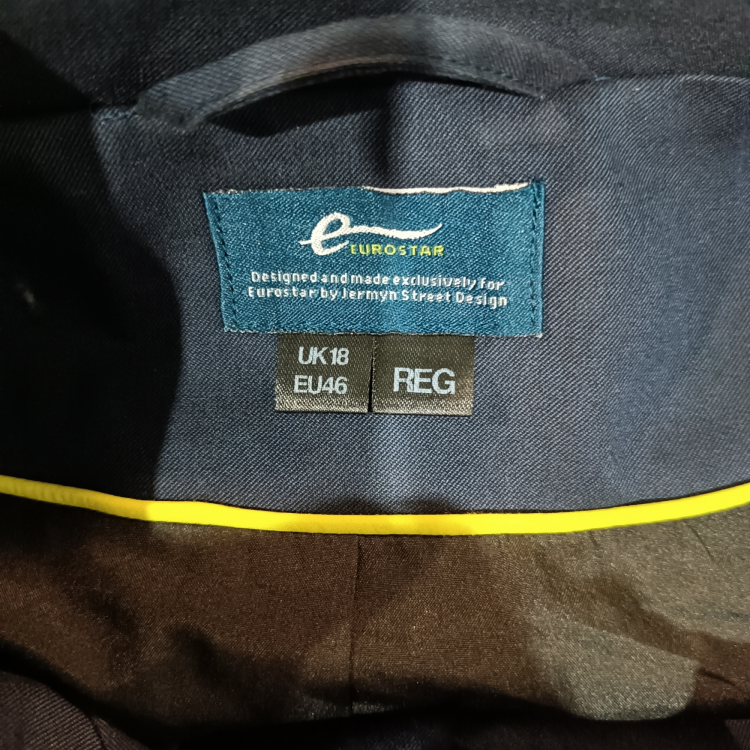 e
EUROSTAR
Designed and made exclusively for
Eurostar by Jermyn Street Design
UK18
EU46
REG